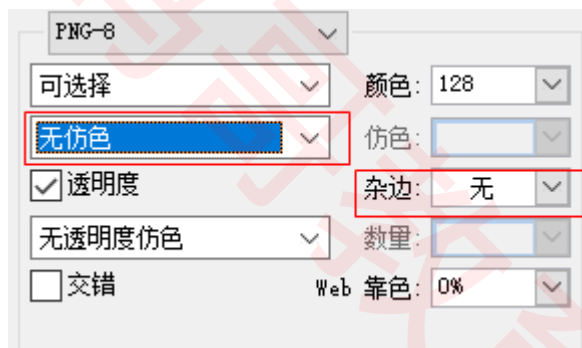 PNG-8
可选择 颜色: 128
无仿色 仿色:
透明度 杂边: 无
无透明度仿色 数量:
交错 Web 靠色: 0%